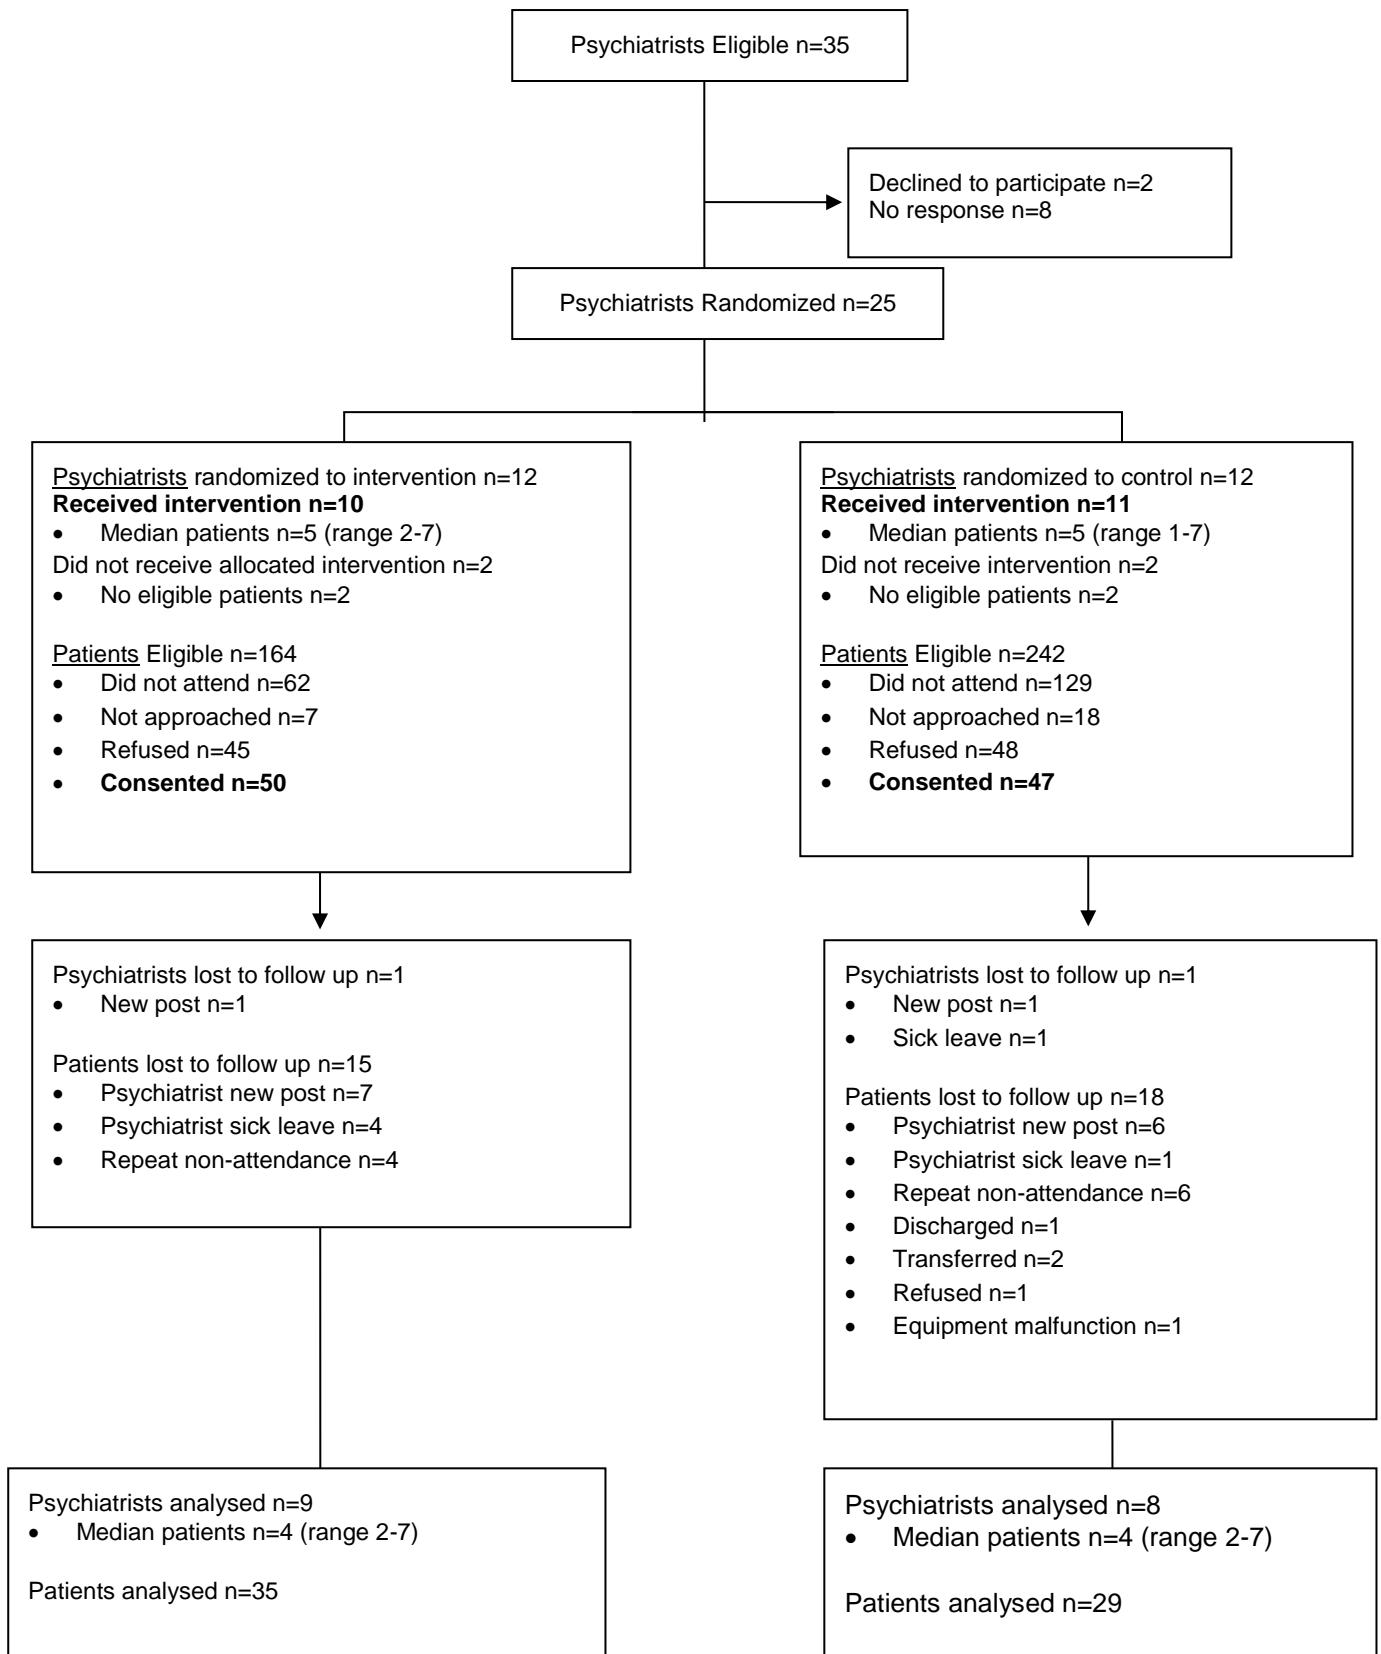 Psychiatrists Eligible n=35
Declined to participate n=2
No response n=8
Psychiatrists Randomized n=25
Psychiatrists randomized to intervention n=12
Received intervention n=10
• Median patients n=5 (range 2-7)
Did not receive allocated intervention n=2
• No eligible patients n=2
Patients Eligible n=164
• Did not attend n=62
• Not approached n=7
• Refused n=45
• Consented n=50
Psychiatrists randomized to control n=12
Received intervention n=11
• Median patients n=5 (range 1-7)
Did not receive intervention n=2
• No eligible patients n=2
Patients Eligible n=242
• Did not attend n=129
• Not approached n=18
• Refused n=48
• Consented n=47
Psychiatrists lost to follow up n=1
• New post n=1
Patients lost to follow up n=15
• Psychiatrist new post n=7
• Psychiatrist sick leave n=4
• Repeat non-attendance n=4
Psychiatrists lost to follow up n=1
• New post n=1
• Sick leave n=1
Patients lost to follow up n=18
• Psychiatrist new post n=6
• Psychiatrist sick leave n=1
• Repeat non-attendance n=6
• Discharged n=1
• Transferred n=2
• Refused n=1
• Equipment malfunction n=1
Psychiatrists analysed n=9
• Median patients n=4 (range 2-7)
Patients analysed n=35
Psychiatrists analysed n=8
• Median patients n=4 (range 2-7)
Patients analysed n=29